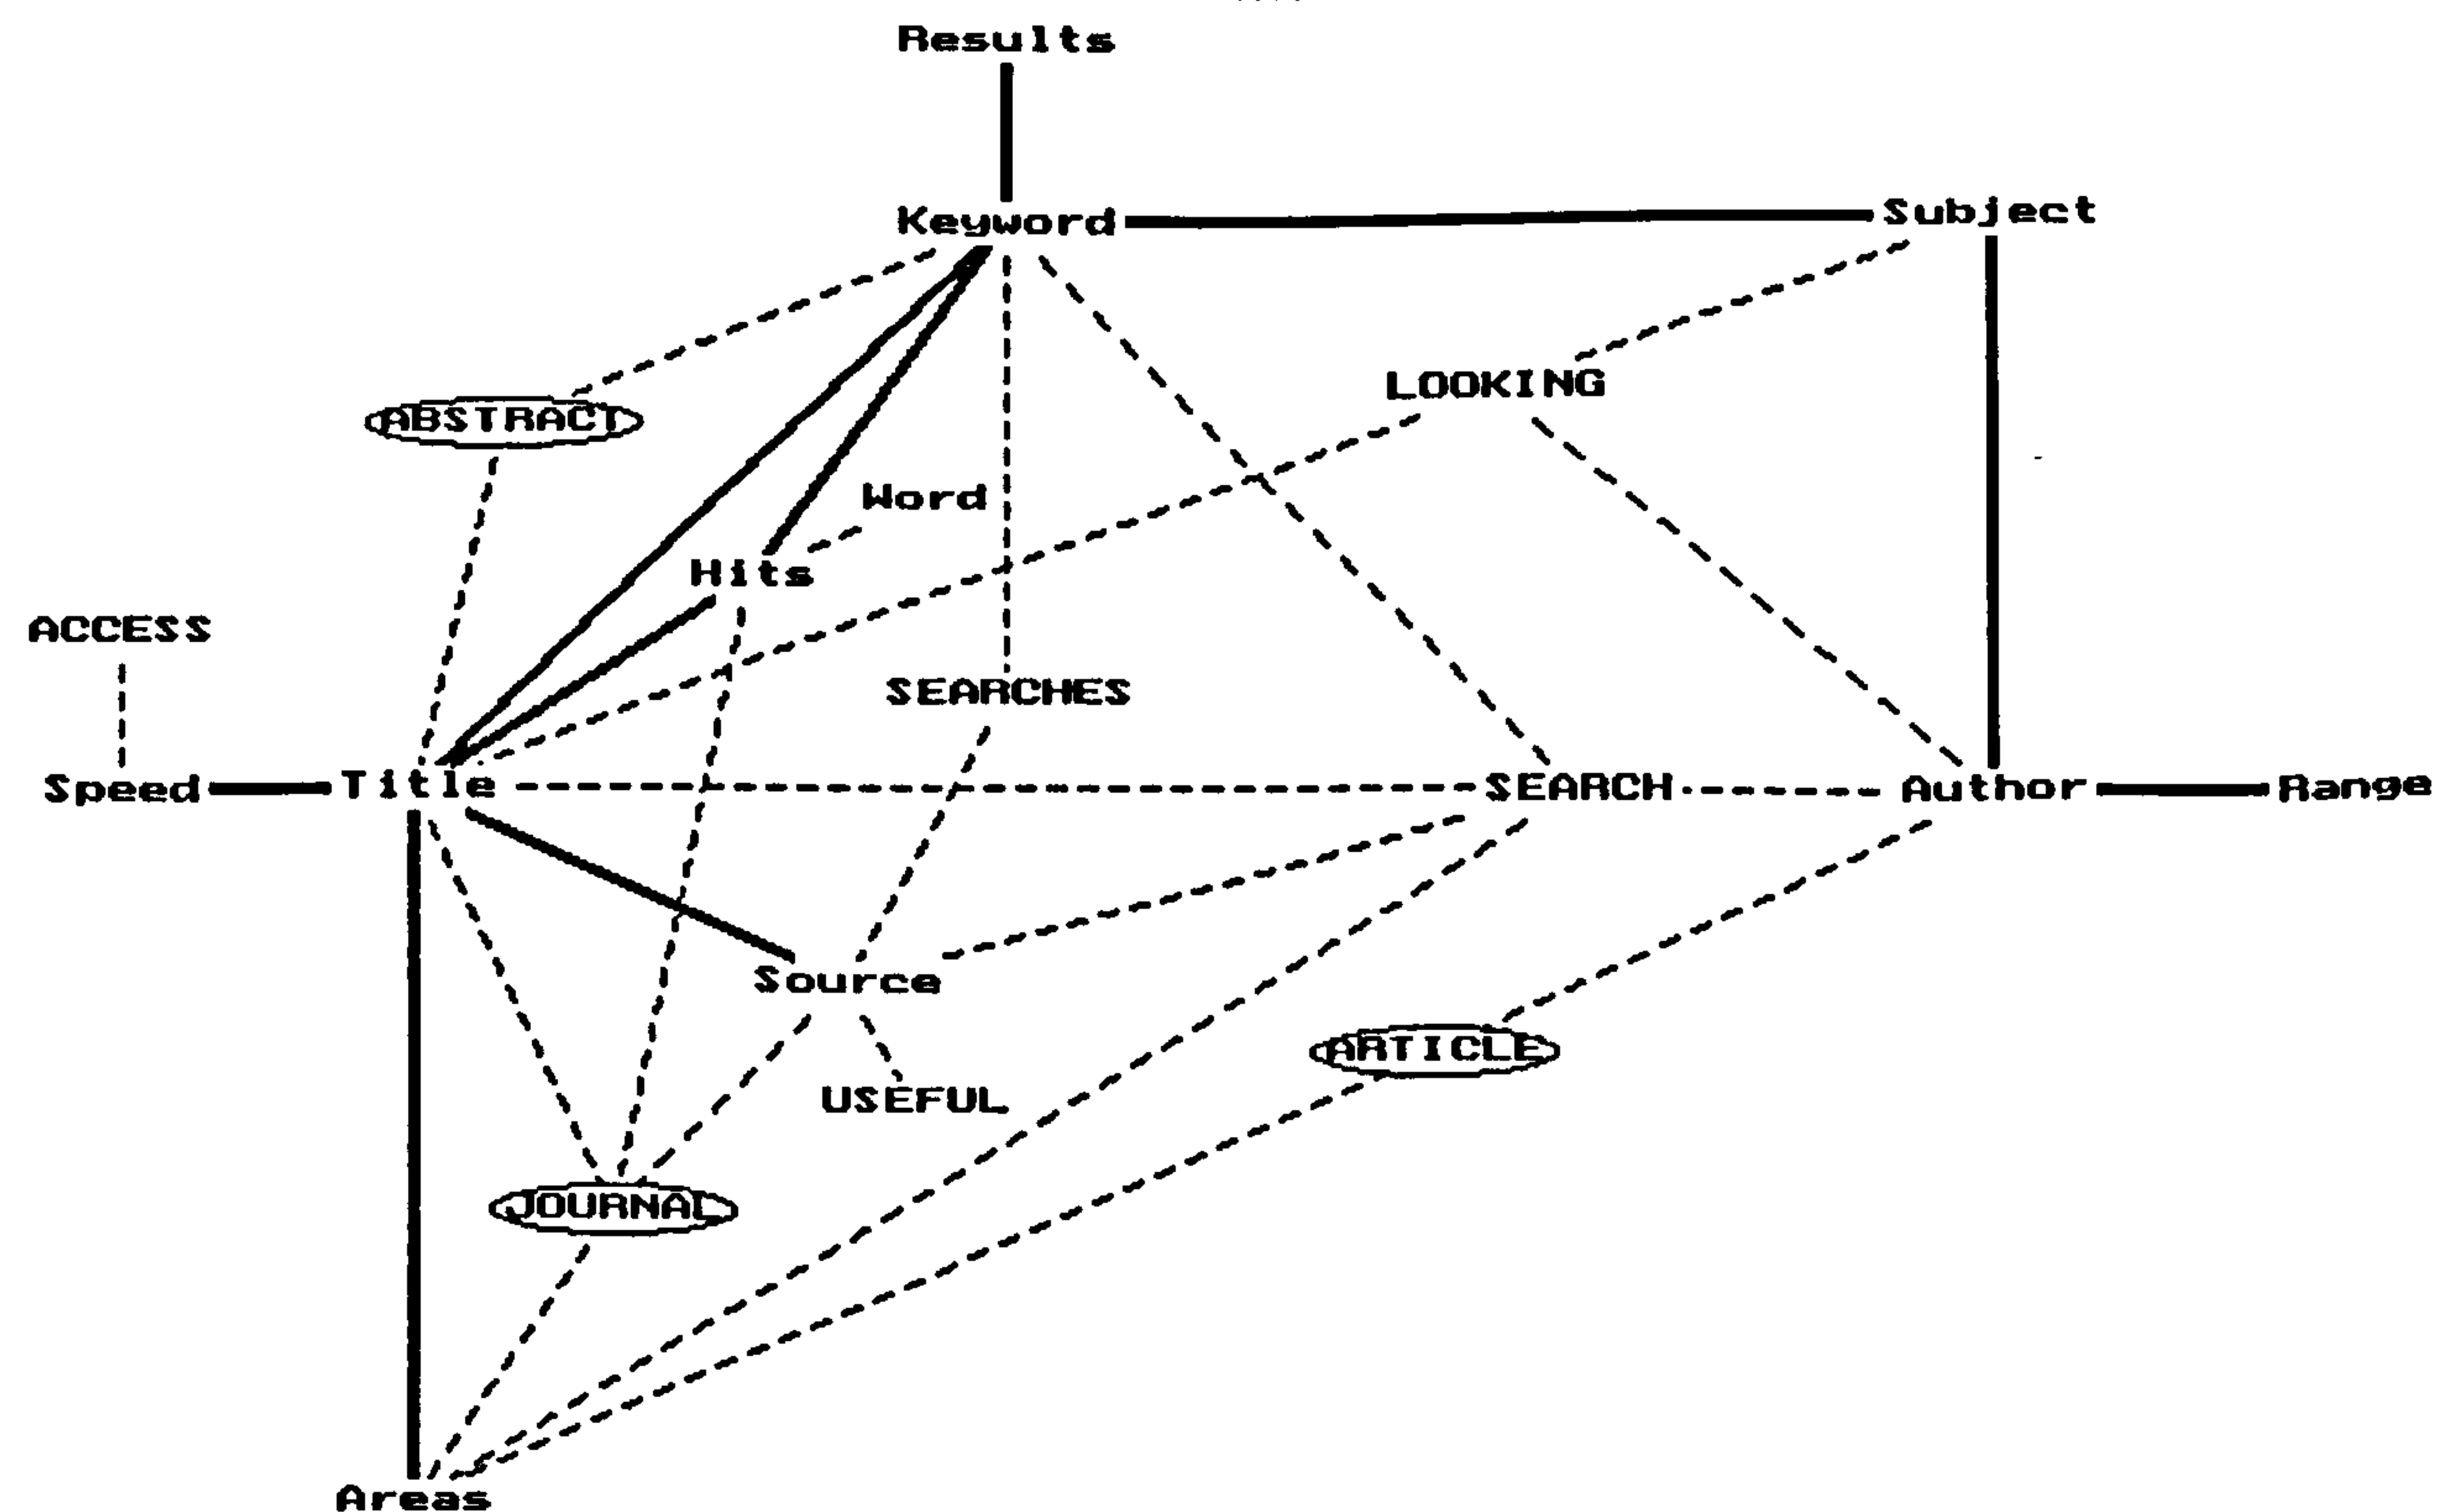 Results
Keyword
Subject
LOOKING
ABSTRACT
Word
Hits
ACCESS
SEARCHES
Speed
Title
SEARCH
Author
Range
Source
ARTICLE
USEFUL
JOURNAL
Areas